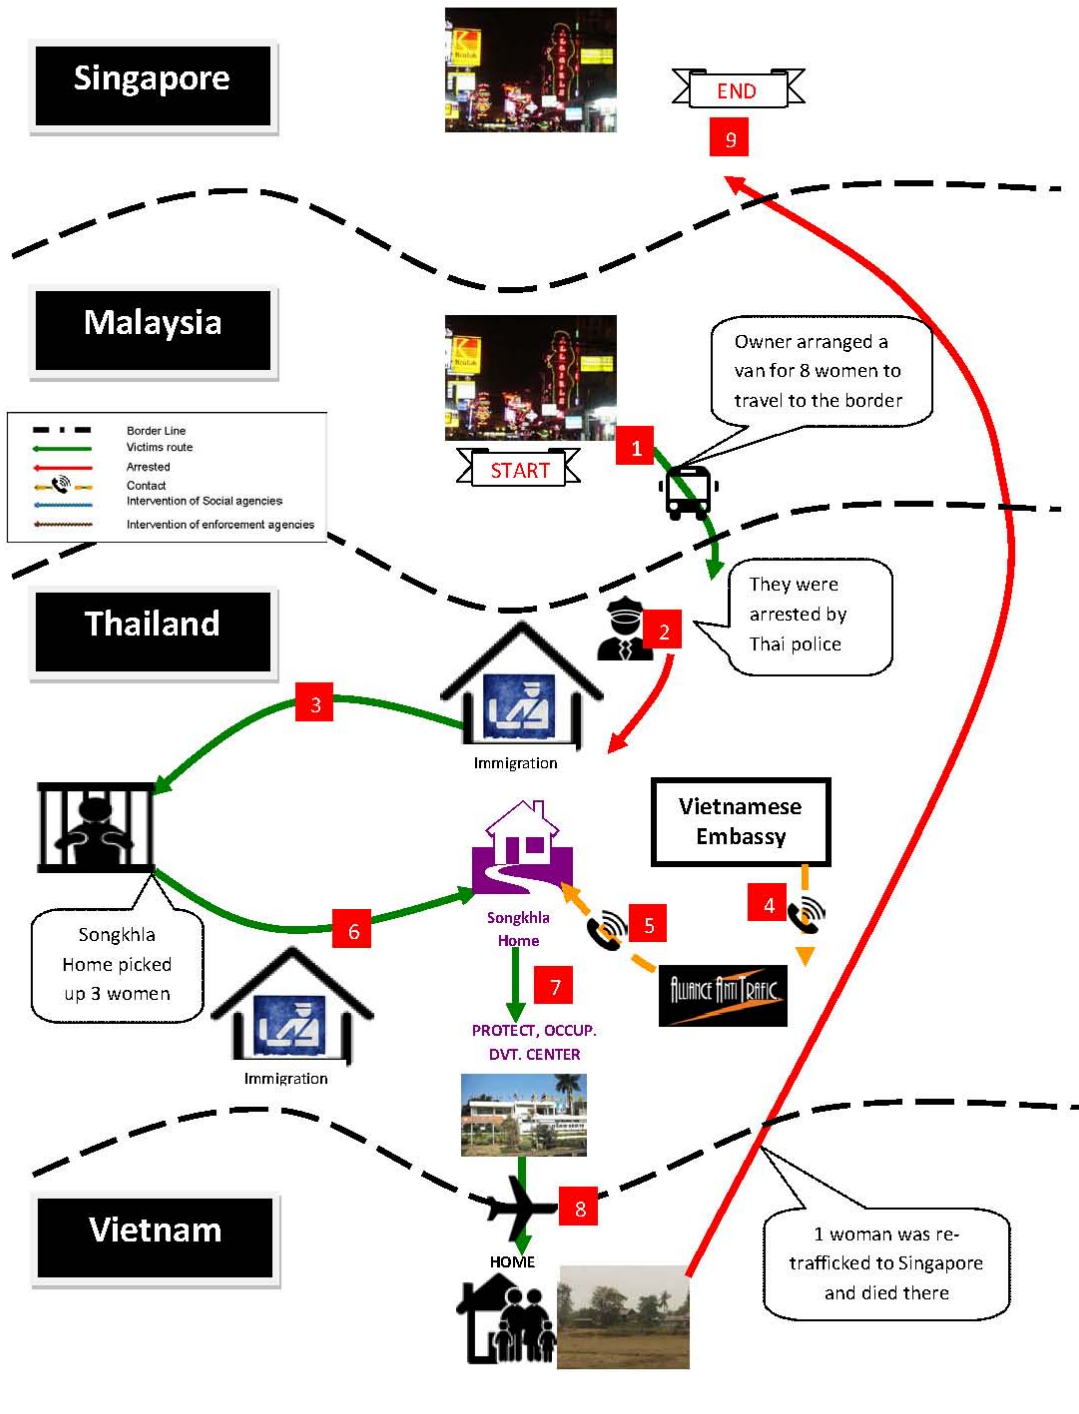 Singapore
END
9
Malaysia
Owner arranged a
van for 8 women to
travel to the border
1
START
Border Line
Victims route
Arrested
Contact
Intervention of Social agencies
Intervention of enforcement agencies
Thailand
They were
arrested by
Thai police
2
3
Immigration
Vietnamese
Embassy
4
5
Songkhla
Home
6
Songkhla
Home picked
up 3 women
7
ALLIANCE ANTI TRAFIC
PROTECT, OCCUP.
DVT. CENTER
Immigration
8
Vietnam
HOME
1 woman was re-
trafficked to Singapore
and died there